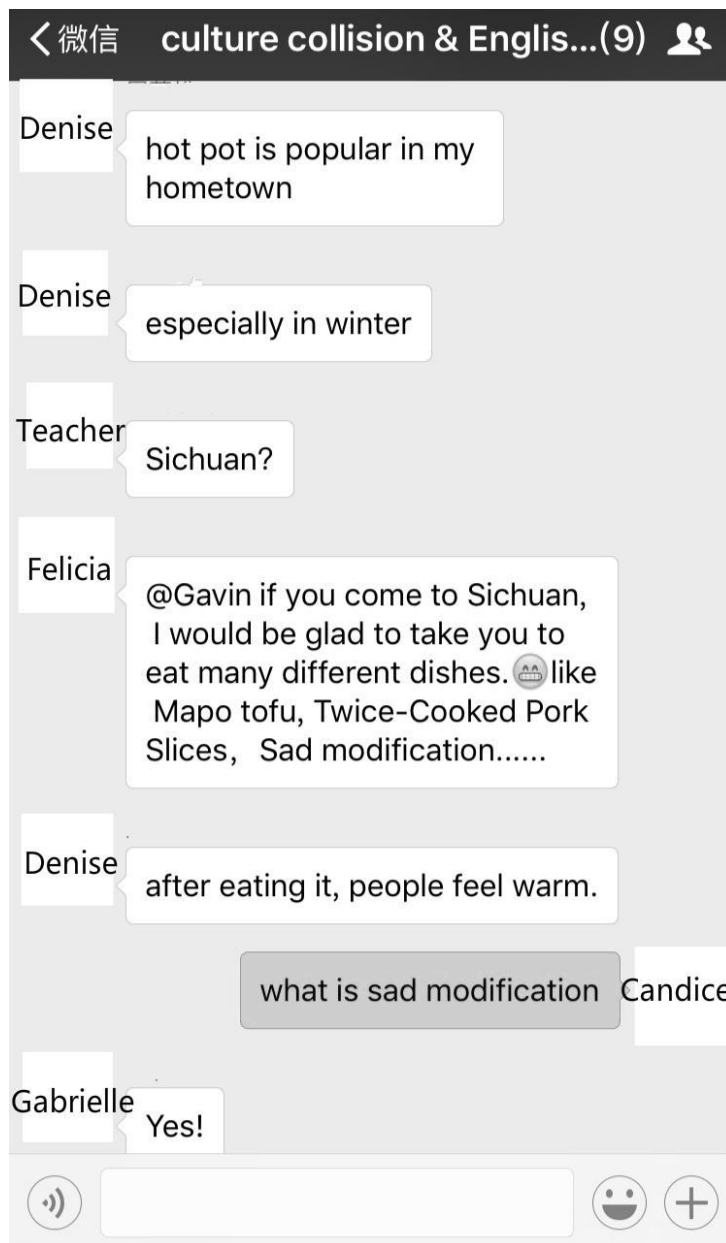 微信 culture collision & Englis...(9)
Denise
hot pot is popular in my
hometown
Denise
especially in winter
Teacher
Sichuan?
Felicia
@Gavin if you come to Sichuan,
I would be glad to take you to
eat many different dishes.😁like
Mapo tofu, Twice-Cooked Pork
Slices， Sad modification......
Denise
after eating it, people feel warm.
what is sad modification
Candice
Gabrielle
Yes!